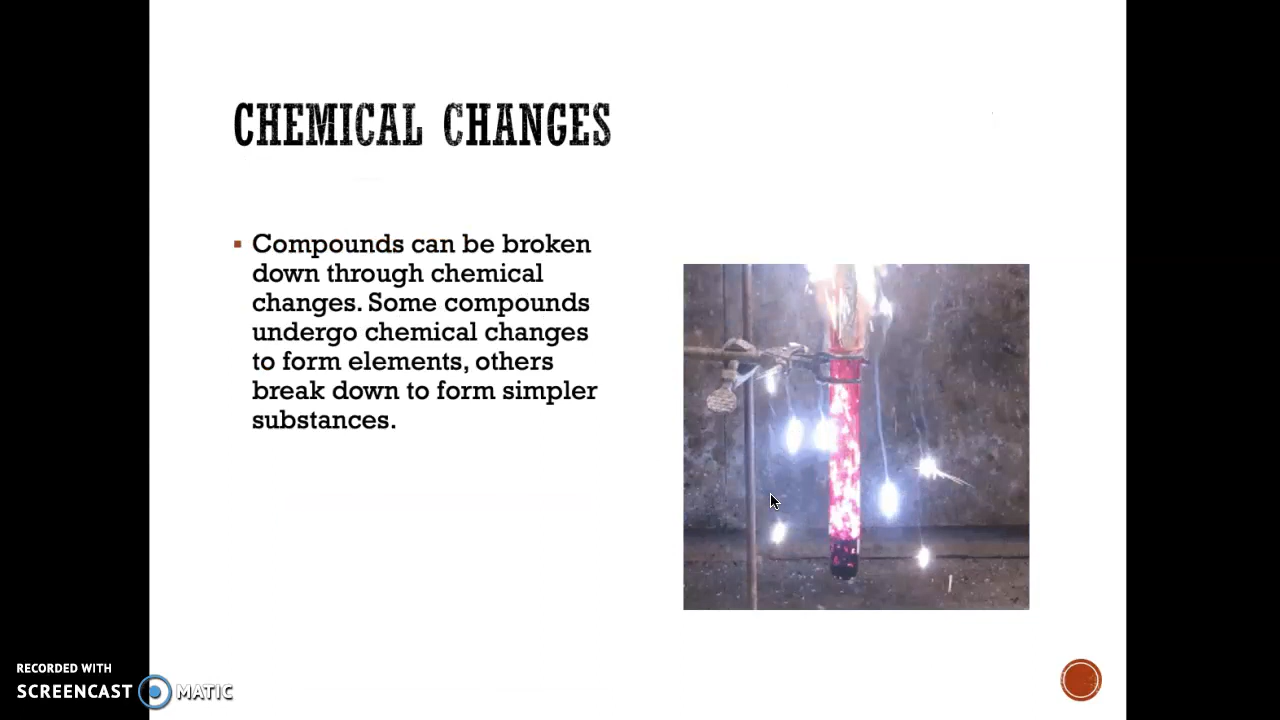 CHEMICAL CHANGES
Compounds can be broken
down through chemical
changes. Some compounds
undergo chemical changes
to form elements, others
break down to form simpler
substances.
RECORDED WITH
SCREENCAST MATIC